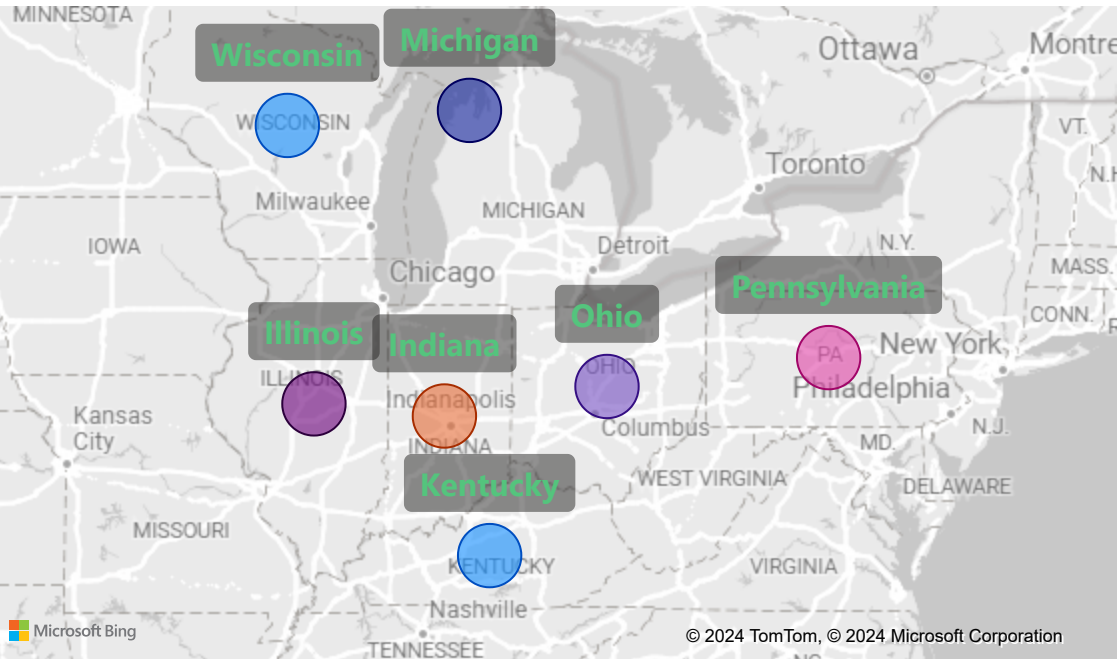 MINNESOTA
Wisconsin
Michigan
Ottawa
Montre
WISCONSIN
VT.
Toronto
N.H
Milwaukee
MICHIGAN
IOWA
Detroit
N.Y.
Chicago
MASS.
Pennsylvania
Illinois
Indiana
Ohio
CONN.
R
PA
New York
ILLINOIS
OHIO
Philadelphia
Indianapolis
Kansas
City
Columbus
N.J.
INDIANA
MD.
Kentucky
WEST VIRGINIA
DELAWARE
MISSOURI
KENTUCKY
VIRGINIA
Nashville
Microsoft Bing
© 2024 TomTom, © 2024 Microsoft Corporation
TENNESSEE